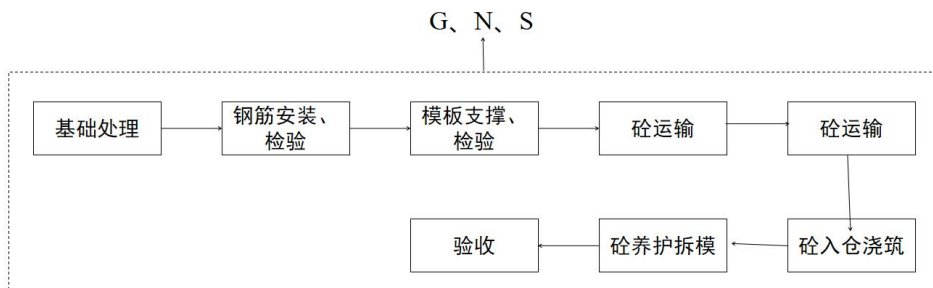 G、N、S
基础处理
钢筋安装、
检验
模板支撑、
检验
砼运输
砼运输
验收
砼养护拆模
砼入仓浇筑